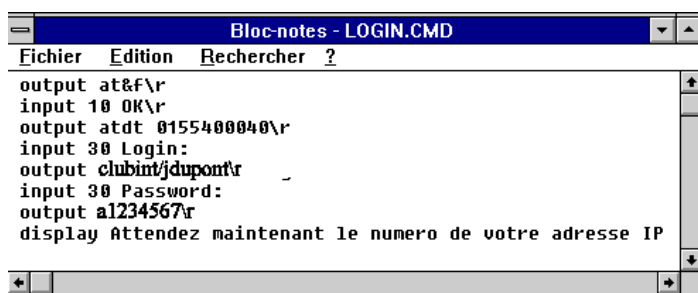 Bloc-notes - LOGIN.CMD
Fichier Edition Rechercher ?
output at&f\r
input 10 OK\r
output atdt 0155400040\r
input 30 Login:
output clubint/jdupont\r
input 30 Password:
output a1234567\r
display Attendez maintenant le numero de votre adresse IP